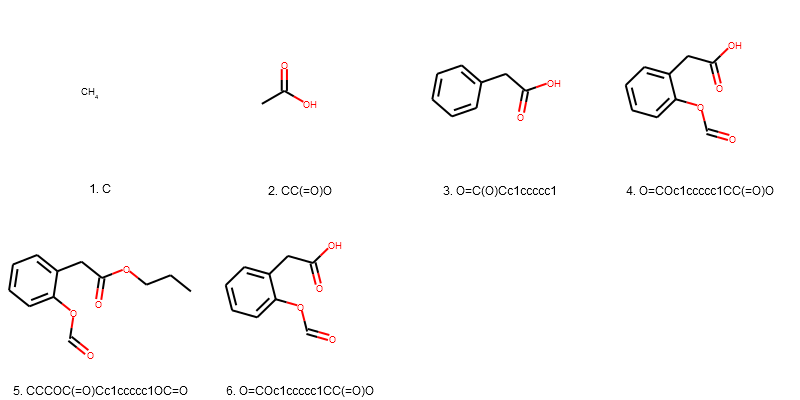 CH4
O
OH
1. C
2. CC(=O)O
OH
O
3. O=C(O)Cc1ccccc1
OH
O
O
O
4. O=COc1ccccc1CC(=O)O
O
O
O
O
5. CCCOC(=O)Cc1ccccc1OC=O
OH
O
O
O
6. O=COc1ccccc1CC(=O)O